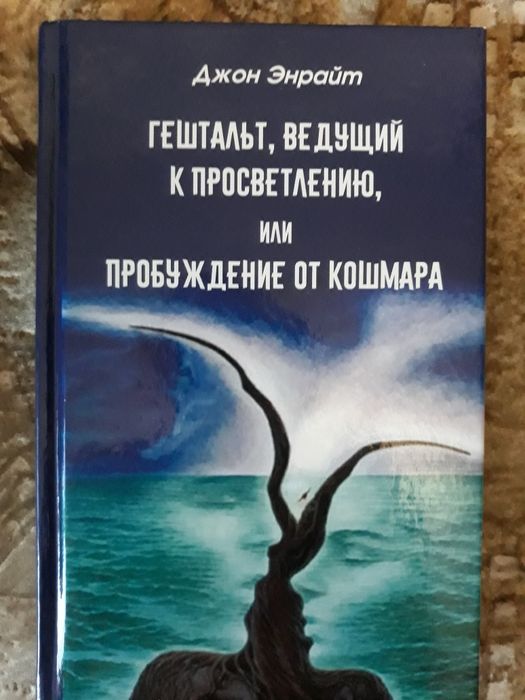 Джон Энрайт
ГЕШТАЛЬТ, ВЕДУЩИЙ
К ПРОСВЕТЛЕНИЮ,
ИЛИ
ПРОБУЖДЕНИЕ ОТ КОШМАРА